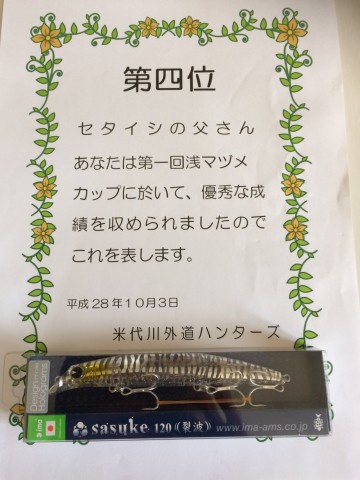 第四位
セタイシの父さん
あなたは第一回浅マヅメ
カップに於いて、優秀な成
績を収められましたので
これを表します。
平成28年10月3日
米代川外道ハンターズ
Design
Holograms
ima
sasuke 120《裂波》 www.ima-ams.co.jp